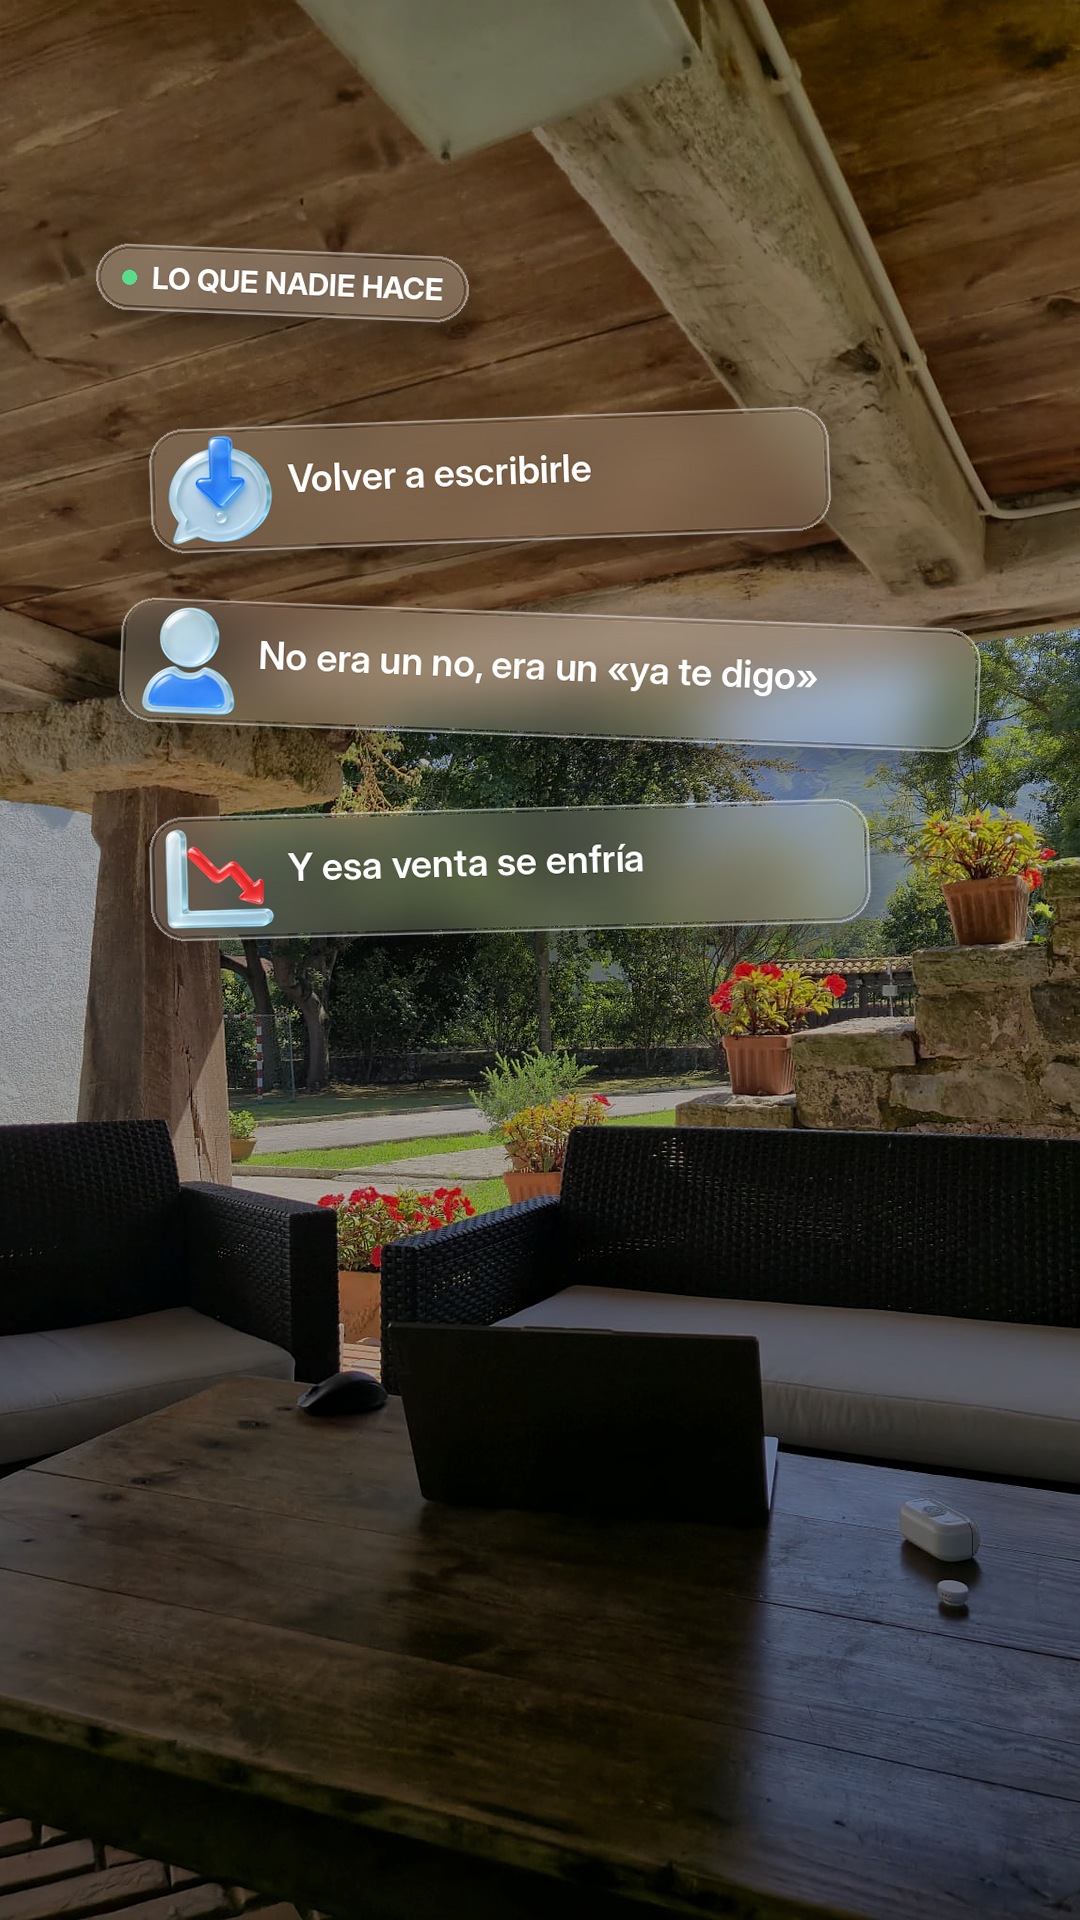 LO QUE NADIE HACE
Volver a escribirle
No era un no, era un «ya te digo»
Y esa venta se enfría